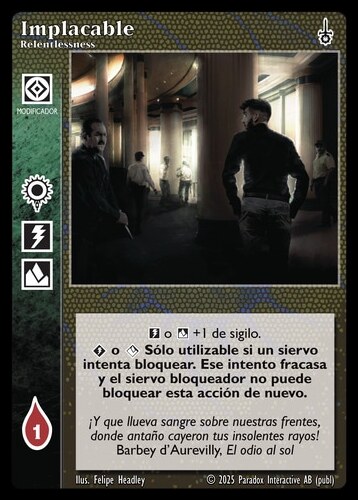 Implacable
Relentlessness
MODIFICADOR
o +1 de sigilo.
o Sólo utilizable si un siervo
intenta bloquear. Ese intento fracasa
y el siervo bloqueador no puede
bloquear esta acción de nuevo.
¡Y que llueva sangre sobre nuestras frentes,
donde antaño cayeron tus insolentes rayos!
Barbey d'Aurevilly, El odio al sol
1
Ilus. Felipe Headley © 2025 Paradox Interactive AB (publ)